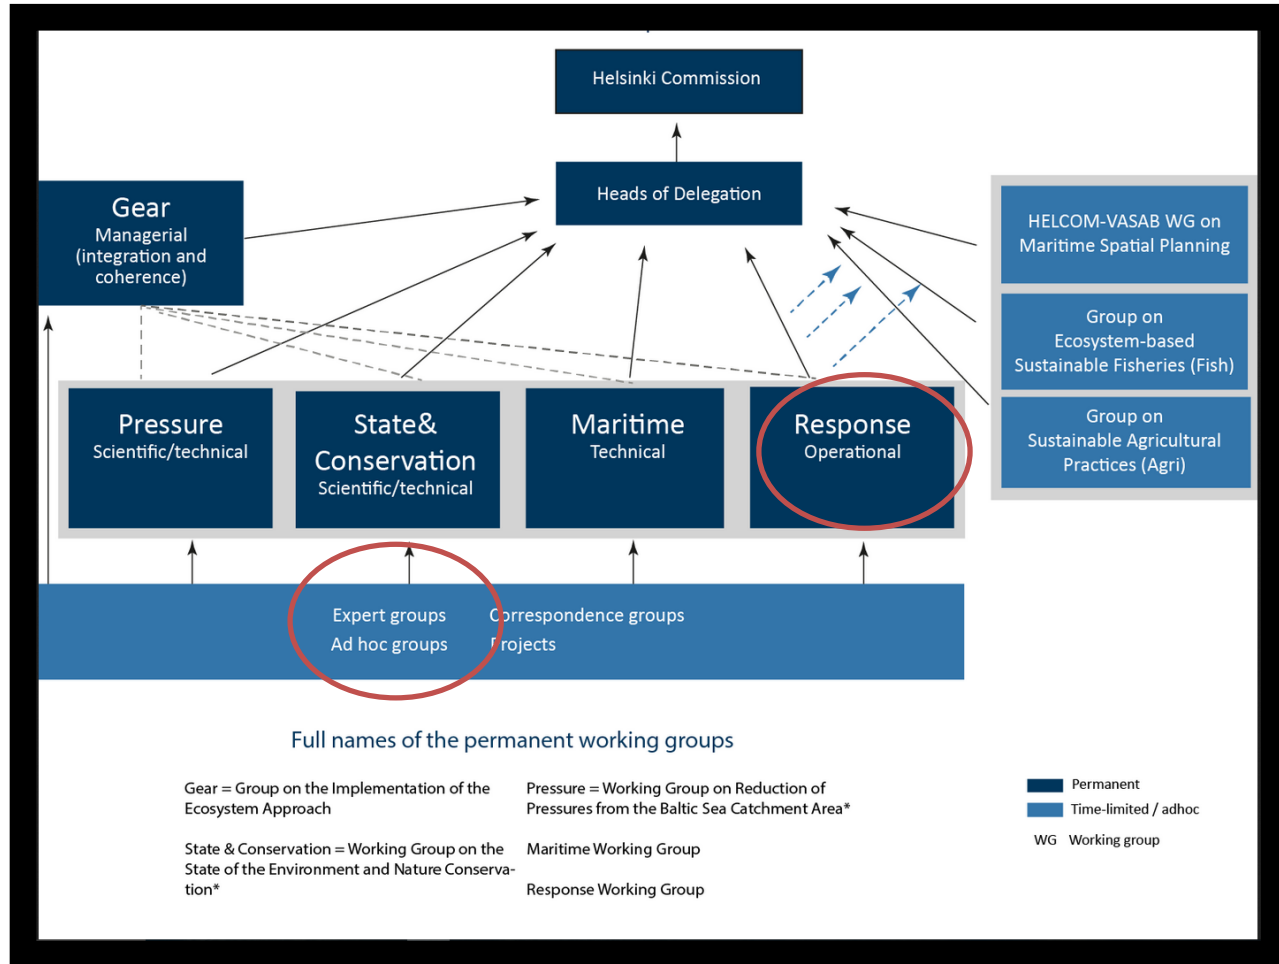 Helsinki Commission
Heads of Delegation
Gear
Managerial
(integration and
coherence)
HELCOM-VASAB WG on
Maritime Spatial Planning
Group on
Ecosystem-based
Sustainable Fisheries (Fish)
Group on
Sustainable Agricultural
Practices (Agri)
Pressure
Scientific/technical
State&
Conservation
Scientific/technical
Maritime
Technical
Response
Operational
Expert groups
Ad hoc groups
Correspondence groups
Projects
Full names of the permanent working groups
Gear = Group on the Implementation of the
Ecosystem Approach
State & Conservation = Working Group on the
State of the Environment and Nature Conserva-
tion*
Pressure = Working Group on Reduction of
Pressures from the Baltic Sea Catchment Area*
Maritime Working Group
Response Working Group
Permanent
Time-limited / adhoc
WG Working group